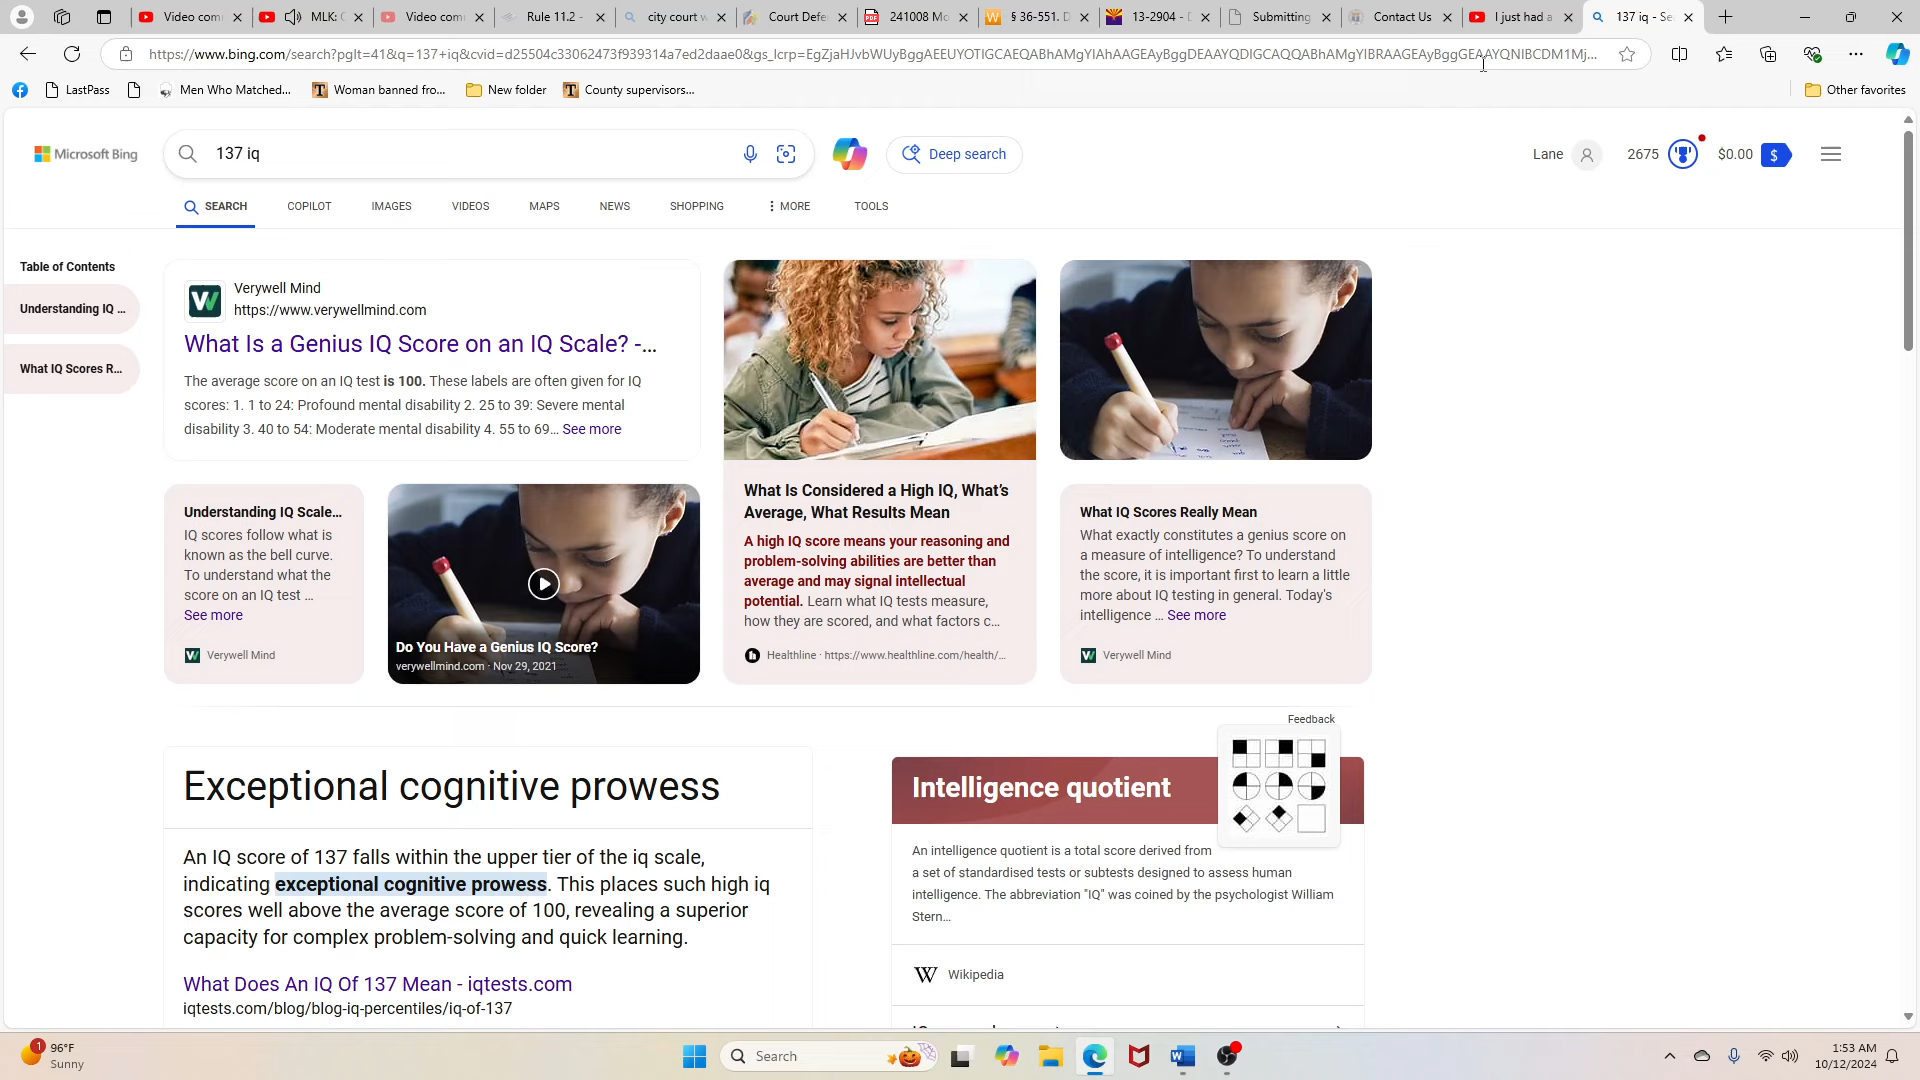 Video com
MLK: C
Video com
Rule 11.2 -
city court w
Court Defe
241008 Mo
§ 36-551. D
13-2904 - D
Submitting
Contact Us
I just had a
137 iq - Se
https://www.bing.com/search?pglt=41&q=137+iq&cvid=d25504c33062473f939314a7ed2daae0&gs_lcrp=EgZjaHJvbWUyBggAEEUYOTIGCAEQABhAMgYIAhAAGEAyBggDEAAYQDIGCAQQABhAMgYIBRAAGEAyBggGEAAYQNIBCDM1Mj...
LastPass
Men Who Matched...
Woman banned fro...
New folder
County supervisors...
Other favorites
Microsoft Bing
137 iq
Deep search
Lane
2675
$0.00
$
SEARCH
COPILOT
IMAGES
VIDEOS
MAPS
NEWS
SHOPPING
MORE
TOOLS
Table of Contents
Understanding IQ ...
What IQ Scores R...
Verywell Mind
https://www.verywellmind.com
What Is a Genius IQ Score on an IQ Scale? -...
The average score on an IQ test is 100. These labels are often given for IQ
scores: 1. 1 to 24: Profound mental disability 2. 25 to 39: Severe mental
disability 3. 40 to 54: Moderate mental disability 4. 55 to 69... See more
Understanding IQ Scale...
IQ scores follow what is
known as the bell curve.
To understand what the
score on an IQ test ...
See more
Verywell Mind
Do You Have a Genius IQ Score?
verywellmind.com · Nov 29, 2021
What Is Considered a High IQ, What's
Average, What Results Mean
A high IQ score means your reasoning and
problem-solving abilities are better than
average and may signal intellectual
potential. Learn what IQ tests measure,
how they are scored, and what factors c...
Healthline · https://www.healthline.com/health/...
What IQ Scores Really Mean
What exactly constitutes a genius score on
a measure of intelligence? To understand
the score, it is important first to learn a little
more about IQ testing in general. Today's
intelligence ... See more
Verywell Mind
Feedback
Exceptional cognitive prowess
An IQ score of 137 falls within the upper tier of the iq scale,
indicating exceptional cognitive prowess. This places such high iq
scores well above the average score of 100, revealing a superior
capacity for complex problem-solving and quick learning.
What Does An IQ Of 137 Mean - iqtests.com
iqtests.com/blog/blog-iq-percentiles/iq-of-137
Intelligence quotient
An intelligence quotient is a total score derived from
a set of standardised tests or subtests designed to assess human
intelligence. The abbreviation "IQ" was coined by the psychologist William
Stern...
Wikipedia
1
96°F
Sunny
Search
1:53 AM
10/12/2024